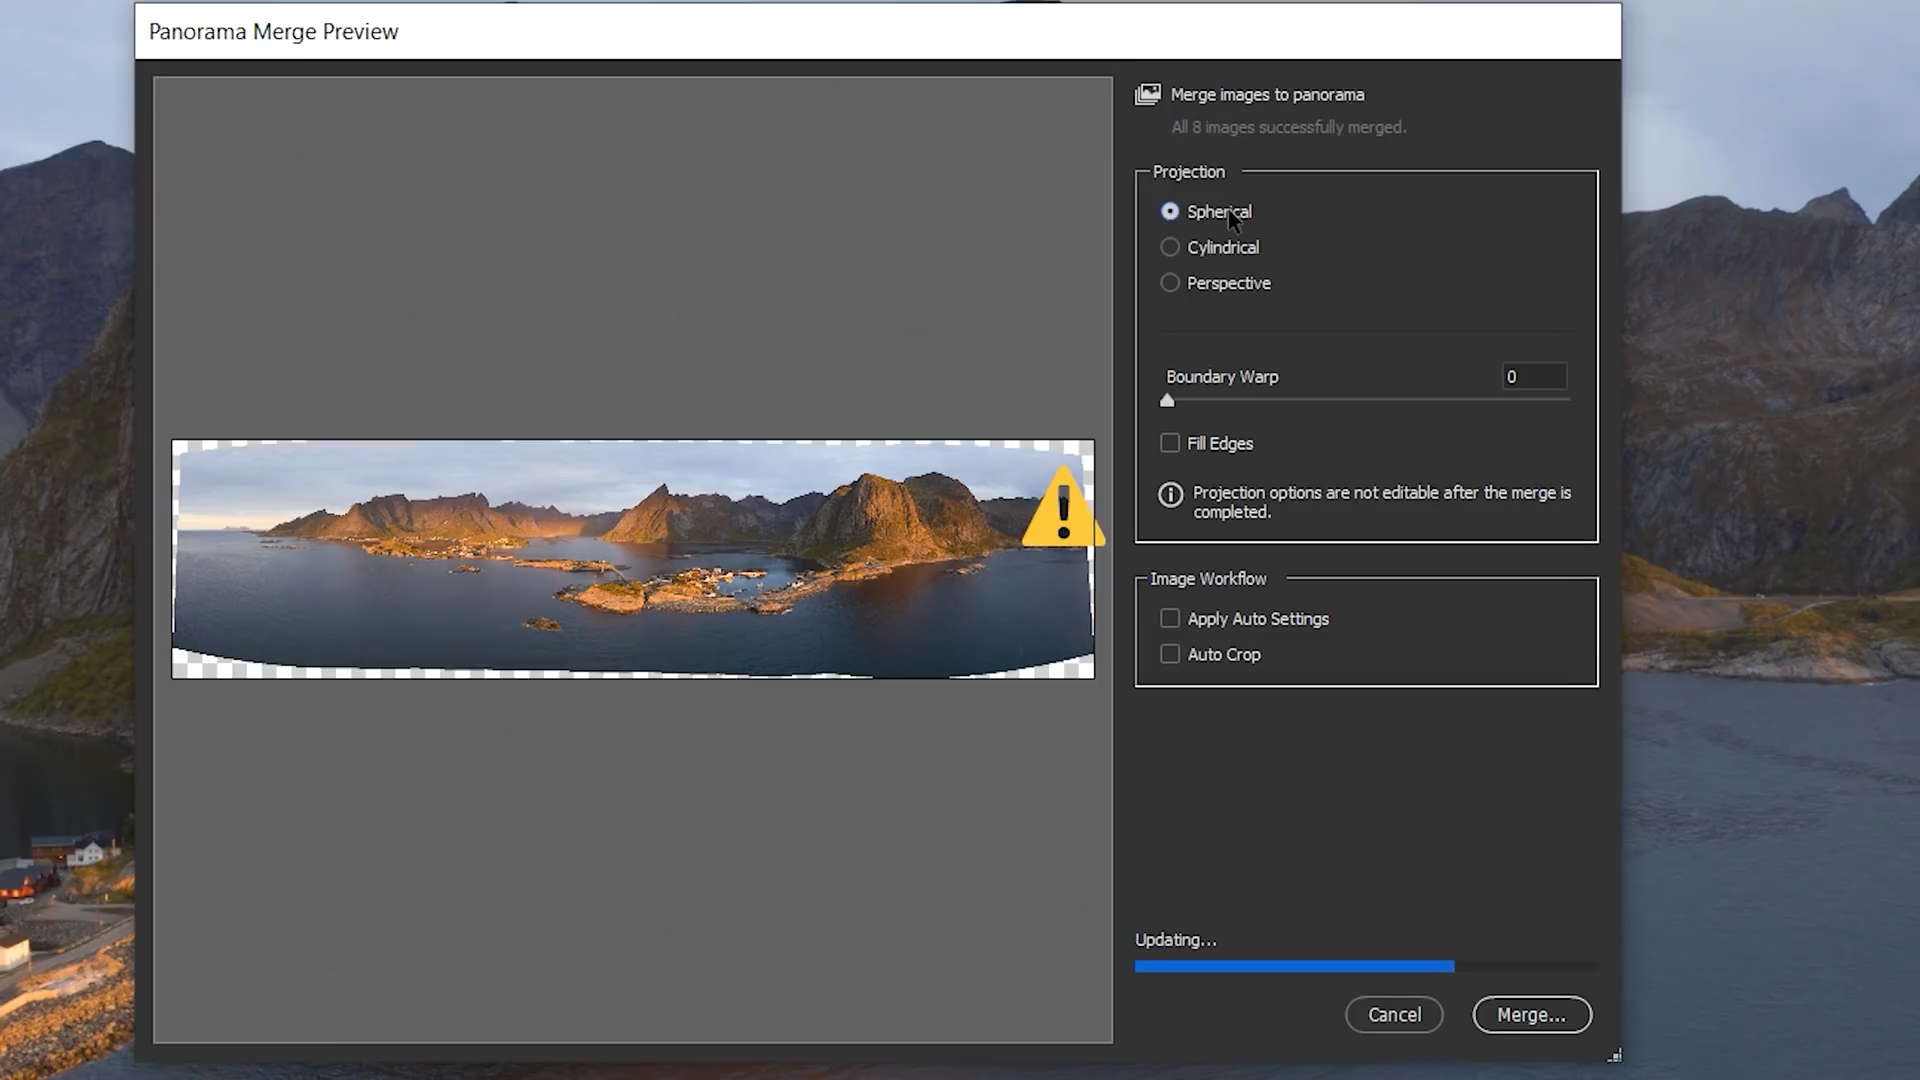 Panorama Merge Preview
Merge images to panorama
All 8 images successfully merged.
Projection
Spherical
Cylindrical
Perspective
Boundary Warp
0
Fill Edges
Projection options are not editable after the merge is
completed.
Image Workflow
Apply Auto Settings
Auto Crop
Updating...
Cancel
Merge...